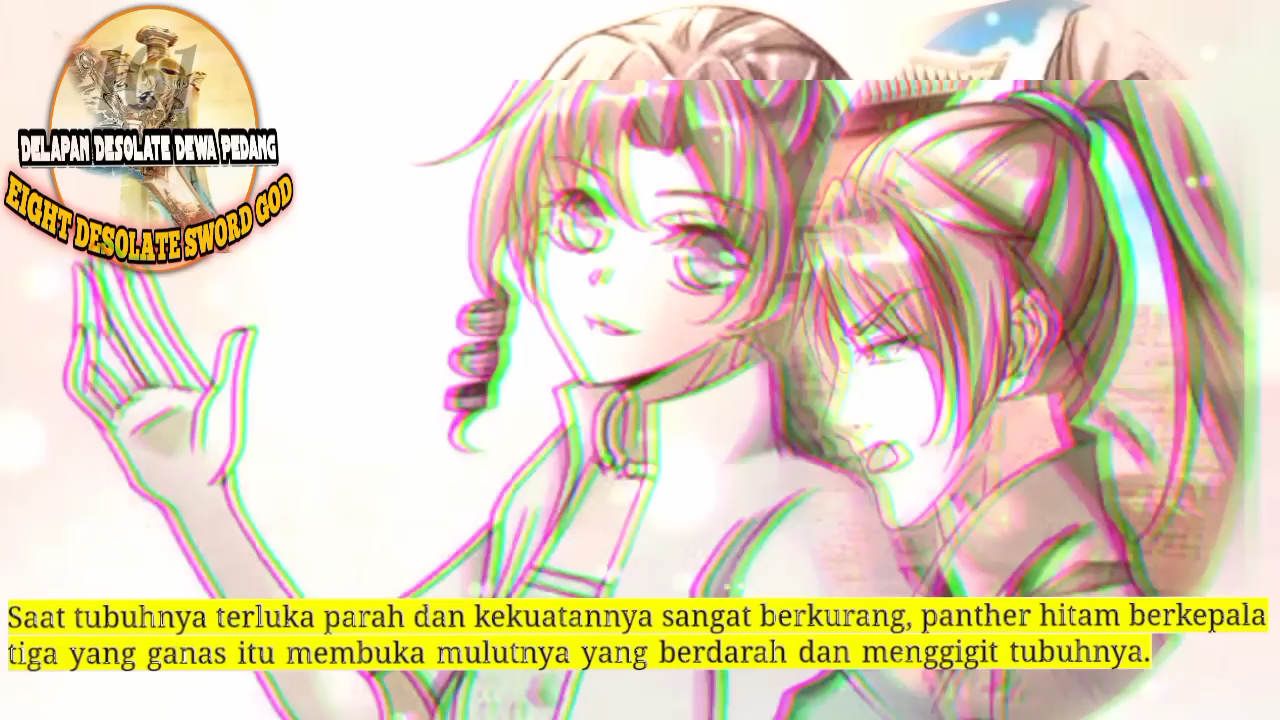 161
DELAPAN DESOLATE DEWA PEDANG
EIGHT DESOLATE SWORD GOD
Saat tubuhnya terluka parah dan kekuatannya sangat berkurang, panther hitam berkepala
tiga yang ganas itu membuka mulutnya yang berdarah dan menggigit tubuhnya.